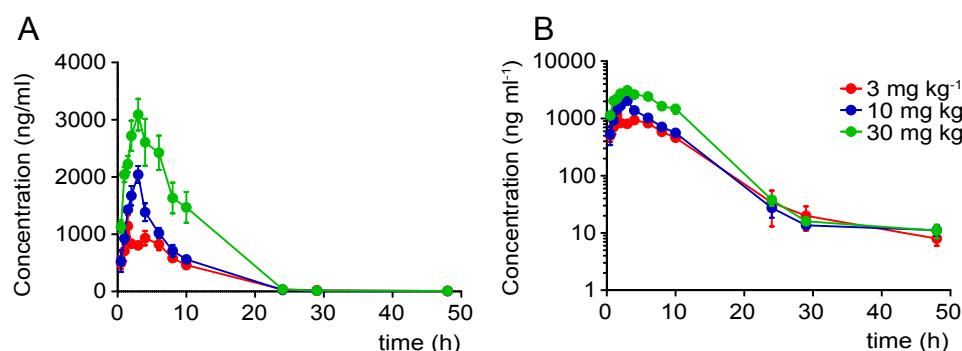 A
Concentration (ng/ml)
4000
3000
2000
1000
0
0 10 20 30 40 50
time (h)
B
Concentration (ng ml-1)
10000
1000
100
10
1
0 10 20 30 40 50
time (h)
3 mg kg-1
10 mg kg
30 mg kg